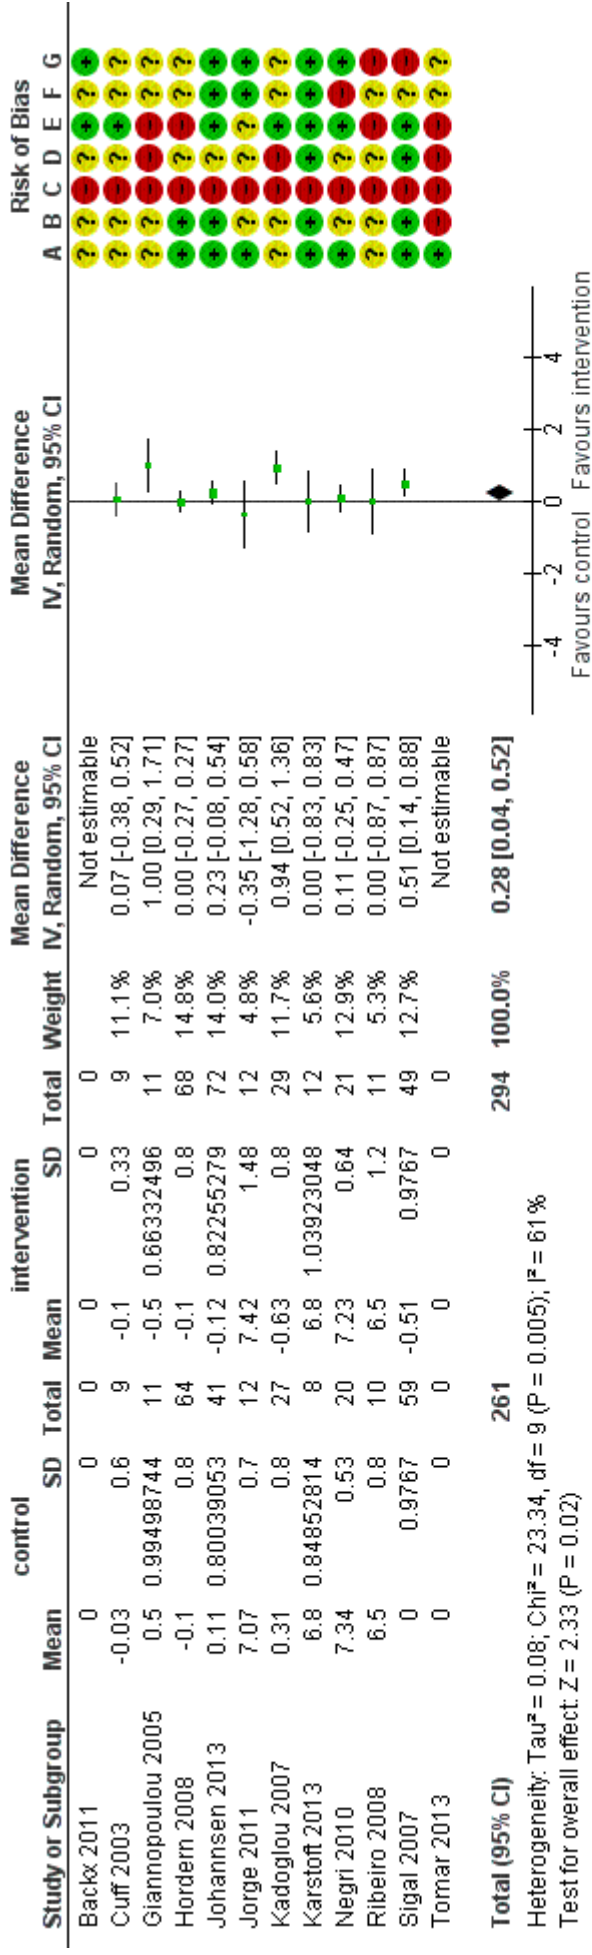 control intervention Mean Difference Mean Difference Risk of Bias
Study or Subgroup Mean SD Total Mean SD Total Weight IV, Random, 95% CI IV, Random, 95% CI A B C D E F G
Backx 2011 0 0 0 0 0 0 Not estimable ? ? - ? + ? +
Cuff 2003 -0.03 0.6 9 -0.1 0.33 9 11.1% 0.07 [-0.38, 0.52] ? ? - ? + ? ?
Giannopoulou 2005 0.5 0.99498744 11 -0.5 0.66332496 11 7.0% 1.00 [0.29, 1.71] ? ? - - - ? ?
Hordern 2008 -0.1 0.8 64 -0.1 0.8 68 14.8% 0.00 [-0.27, 0.27] + + - ? - ? ?
Johannsen 2013 0.11 0.80039053 41 -0.12 0.82255279 72 14.0% 0.23 [-0.08, 0.54] + + - ? + + +
Jorge 2011 7.07 0.7 12 7.42 1.48 12 4.8% -0.35 [-1.28, 0.58] + ? - ? ? + +
Kadoglou 2007 0.31 0.8 27 -0.63 0.8 29 11.7% 0.94 [0.52, 1.36] ? ? - - + ? ?
Karstoft 2013 6.8 0.84852814 8 6.8 1.03923048 12 5.6% 0.00 [-0.83, 0.83] + + - + + + +
Negri 2010 7.34 0.53 20 7.23 0.64 21 12.9% 0.11 [-0.25, 0.47] + ? - ? + - +
Ribeiro 2008 6.5 0.8 10 6.5 1.2 11 5.3% 0.00 [-0.87, 0.87] ? ? - ? - ? -
Sigal 2007 0 0.9767 59 -0.51 0.9767 49 12.7% 0.51 [0.14, 0.88] + + - + + ? -
Tomar 2013 0 0 0 0 0 0 Not estimable + - - - - ? ?
Total (95% CI) 261 294 100.0% 0.28 [0.04, 0.52]
Heterogeneity: Tau² = 0.08; Chi² = 23.34, df = 9 (P = 0.005); I² = 61%
Test for overall effect: Z = 2.33 (P = 0.02)
-4 -2 0 2 4
Favours control Favours intervention